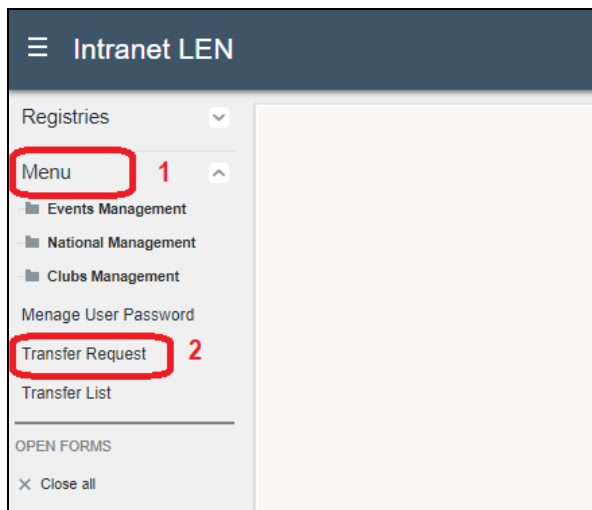 ☰ Intranet LEN
Registries
Menu 1
Events Management
National Management
Clubs Management
Menage User Password
Transfer Request 2
Transfer List
OPEN FORMS
× Close all